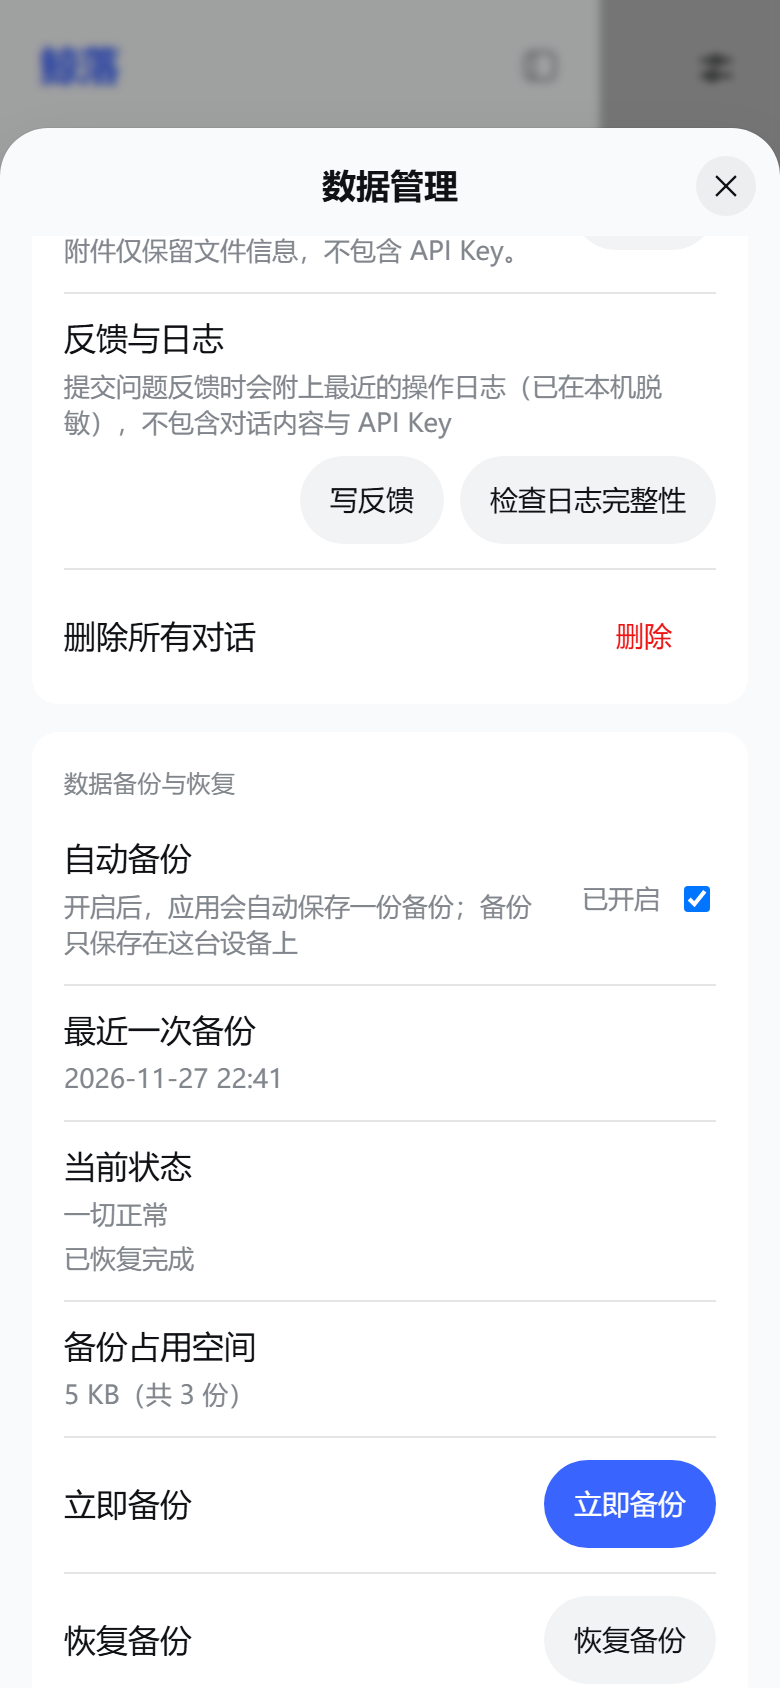 鲸落
数据管理
附件仅保留文件信息，不包含 API Key。
反馈与日志
提交问题反馈时会附上最近的操作日志（已在本机脱
敏），不包含对话内容与 API Key
写反馈
检查日志完整性
删除所有对话
删除
数据备份与恢复
自动备份
开启后，应用会自动保存一份备份；备份
只保存在这台设备上
已开启
最近一次备份
2026-11-27 22:41
当前状态
一切正常
已恢复完成
备份占用空间
5 KB（共 3 份）
立即备份
立即备份
恢复备份
恢复备份